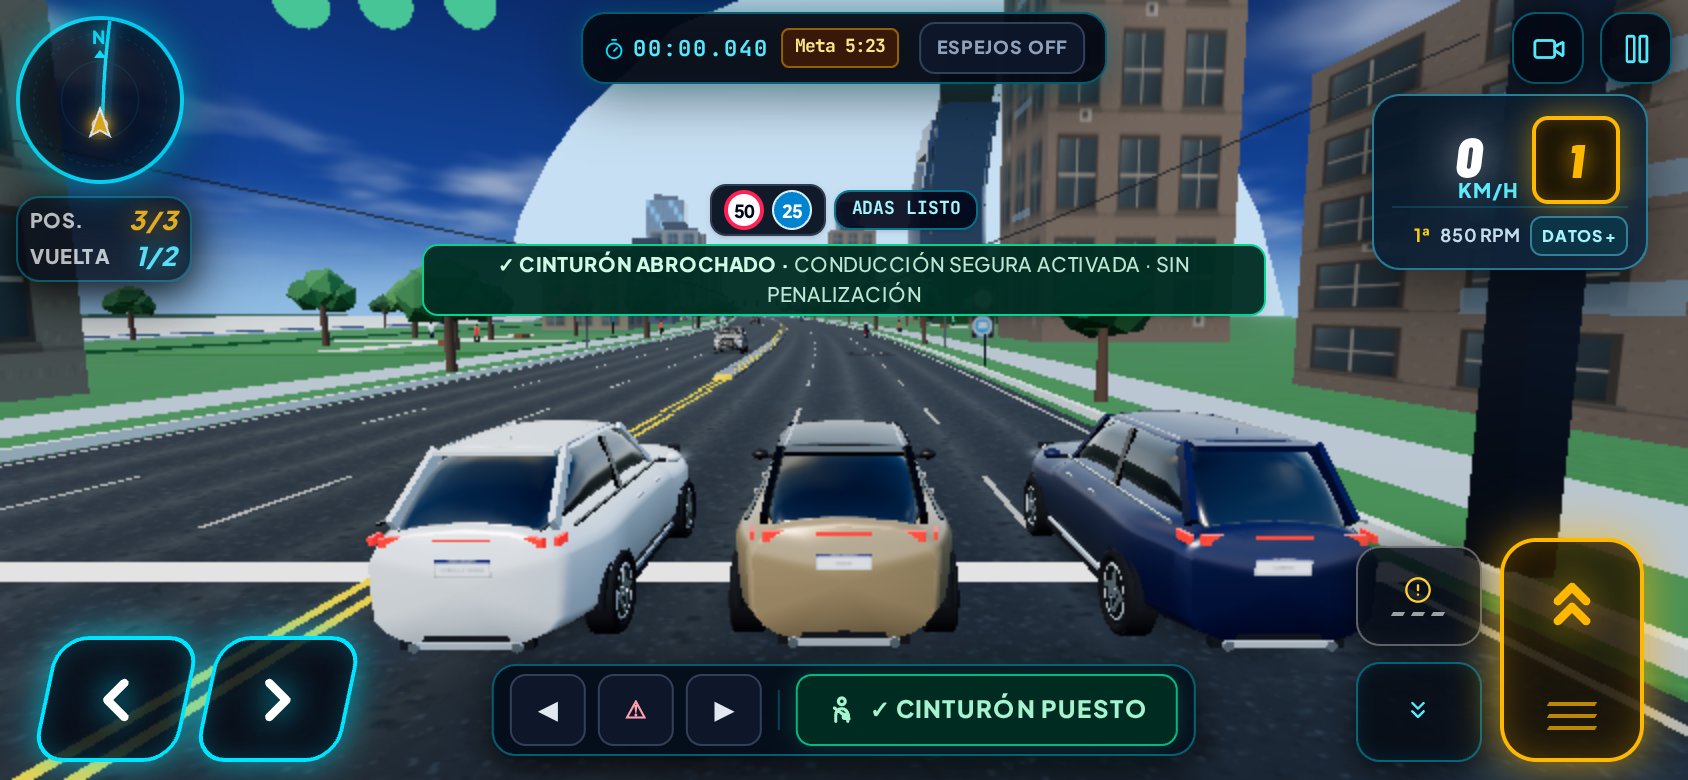 N
00:00.040
Meta 5:23
ESPEJOS OFF
POS. 3/3
VUELTA 1/2
0
KM/H
1
1ª 850 RPM
DATOS+
50
25
ADAS LISTO
✓ CINTURÓN ABROCHADO · CONDUCCIÓN SEGURA ACTIVADA · SIN
PENALIZACIÓN
✓ CINTURÓN PUESTO